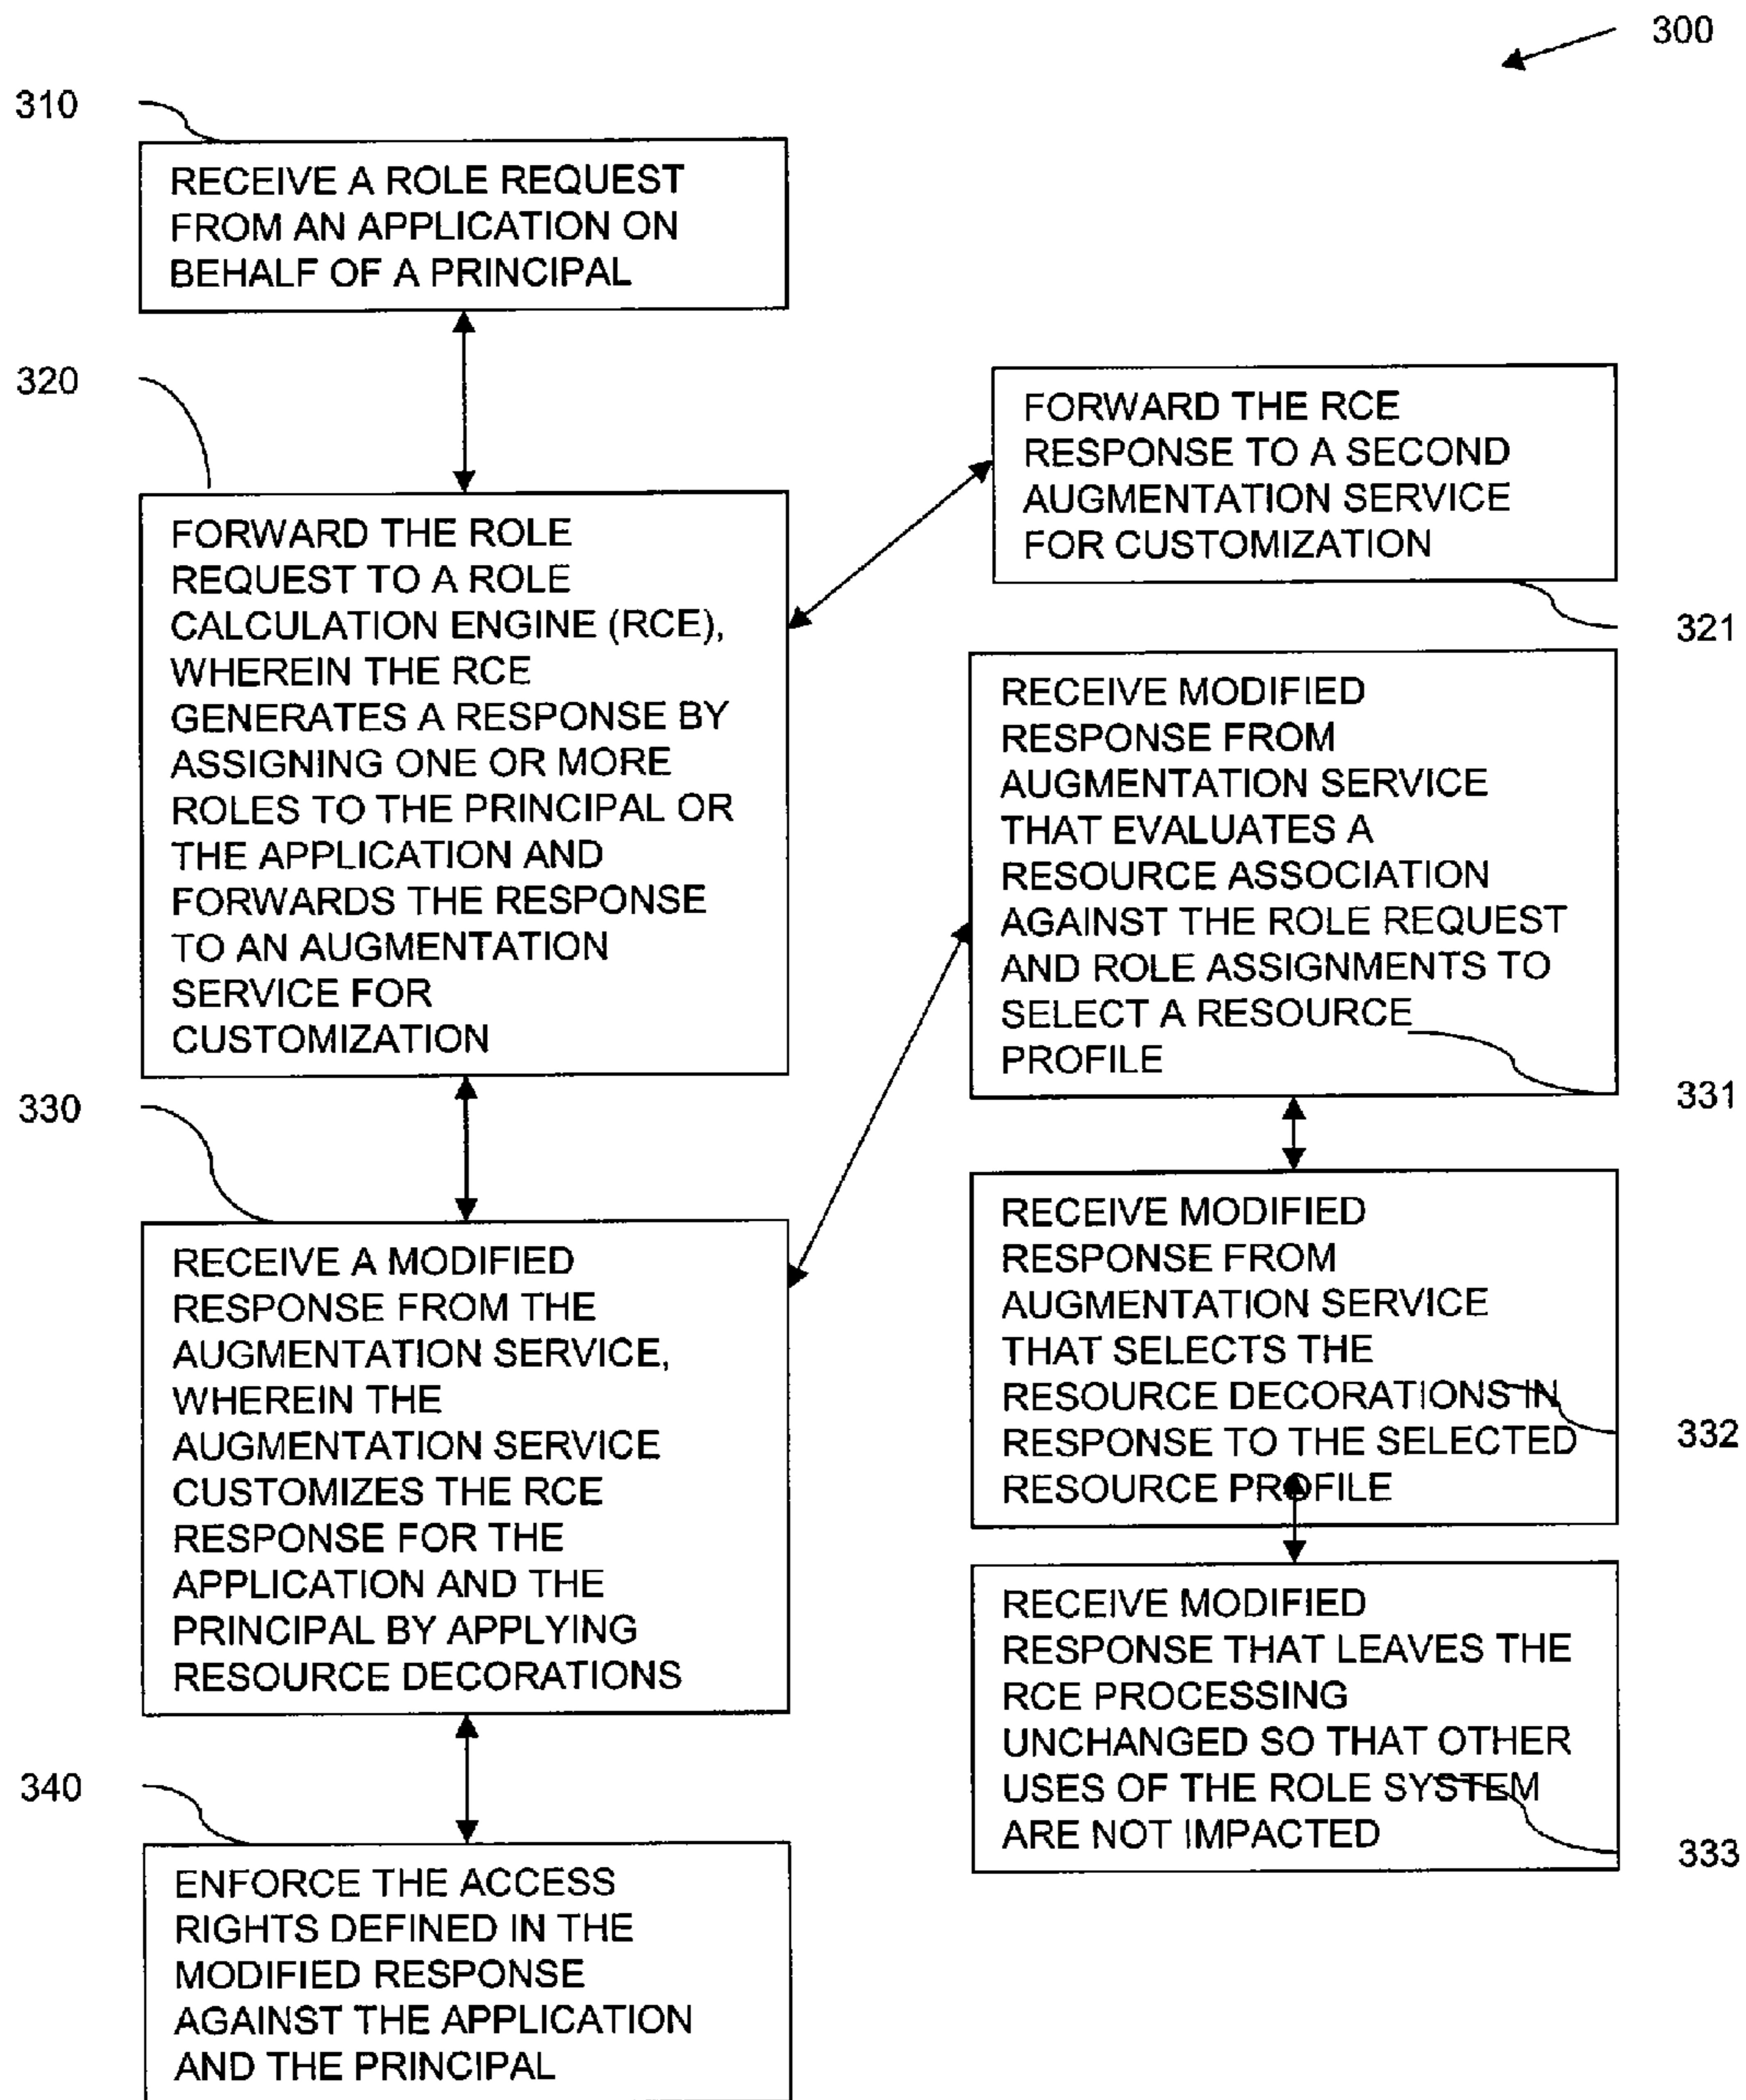 300
310
RECEIVE A ROLE REQUEST
FROM AN APPLICATION ON
BEHALF OF A PRINCIPAL
320
FORWARD THE ROLE
REQUEST TO A ROLE
CALCULATION ENGINE (RCE),
WHEREIN THE RCE
GENERATES A RESPONSE BY
ASSIGNING ONE OR MORE
ROLES TO THE PRINCIPAL OR
THE APPLICATION AND
FORWARDS THE RESPONSE
TO AN AUGMENTATION
SERVICE FOR
CUSTOMIZATION
FORWARD THE RCE
RESPONSE TO A SECOND
AUGMENTATION SERVICE
FOR CUSTOMIZATION
321
RECEIVE MODIFIED
RESPONSE FROM
AUGMENTATION SERVICE
THAT EVALUATES A
RESOURCE ASSOCIATION
AGAINST THE ROLE REQUEST
AND ROLE ASSIGNMENTS TO
SELECT A RESOURCE
PROFILE
331
330
RECEIVE A MODIFIED
RESPONSE FROM THE
AUGMENTATION SERVICE,
WHEREIN THE
AUGMENTATION SERVICE
CUSTOMIZES THE RCE
RESPONSE FOR THE
APPLICATION AND THE
PRINCIPAL BY APPLYING
RESOURCE DECORATIONS
RECEIVE MODIFIED
RESPONSE FROM
AUGMENTATION SERVICE
THAT SELECTS THE
RESOURCE DECORATIONS IN
RESPONSE TO THE SELECTED
RESOURCE PROFILE
332
RECEIVE MODIFIED
RESPONSE THAT LEAVES THE
RCE PROCESSING
UNCHANGED SO THAT OTHER
USES OF THE ROLE SYSTEM
ARE NOT IMPACTED
333
340
ENFORCE THE ACCESS
RIGHTS DEFINED IN THE
MODIFIED RESPONSE
AGAINST THE APPLICATION
AND THE PRINCIPAL